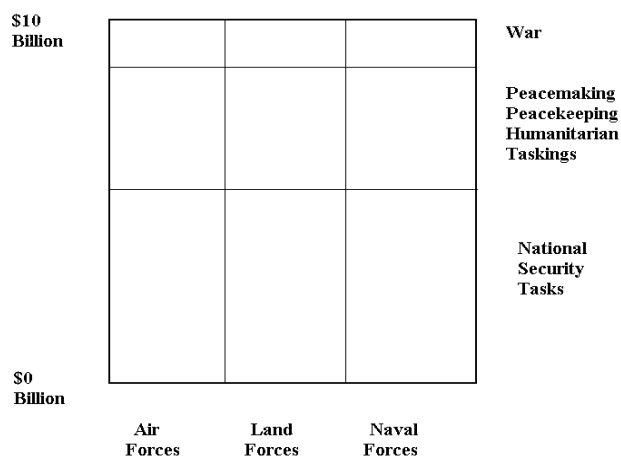 $10
Billion
War
Peacemaking
Peacekeeping
Humanitarian
Taskings
National
Security
Tasks
$0
Billion
Air
Forces
Land
Forces
Naval
Forces